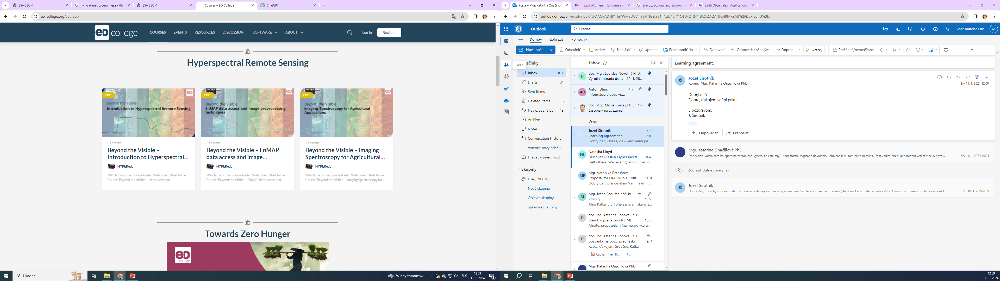 ESA SEOM
living planet program esa - Hľa
ESA SEOM
Courses – EO College
ChatGPT
eo-college.org/courses/
eo college
COURSES
EVENTS
RESOURCES
DISCUSSION
SOFTWARE
ABOUT
Log in
Register
Hyperspectral Remote Sensing
HYPER
FREE
eo
Beyond the Visible
Introduction to Hyperspectral Remote Sensing
6 Lessons
Beyond the Visible –
Introduction to Hyperspectral...
HYPERedu
Watch the official course trailer: Welcome to the Online
Course 'Beyond the Visible – Introduction to...
FREE
eo
Beyond the Visible
EnMAP data access and image preprocessing
techniques
6 Lessons
Beyond the Visible – EnMAP
data access and image...
HYPERedu
Watch the official course trailer: Welcome to the Online
Course 'Beyond the Visible – EnMAP data access and...
FREE
eo
Beyond the Visible
Imaging Spectroscopy for Agricultural
Applications
6 Lessons
Beyond the Visible – Imaging
Spectroscopy for Agricultural...
HYPERedu
Watch the official course trailer: Welcome to the Online
Course 'Beyond the Visible – Imaging Spectroscopy for...
Towards Zero Hunger
eo
college
Hľadať
Windy tomorrow
SLK
12:09
11. 1. 2024
2
Pošta – Mgr. Katarína Onačillov
Impact of different land use an
Energy, Ecology and Environme
Earth Observation Applications
Outlook
Hľadať
Mgr. Katarína Ona...
M
Domov
Zobraziť
Pomocník
Nová pošta
Odstrániť
Archív
Nahlásiť
Upratať
Premiestniť do
Odpoveď
Odpovedať všetkým
Dopredu
Skratky
Prečítané/neprečítané
Ľudia
ečinky
Inbox 814
Drafts 31
Sent Items
Deleted Items 16
Nevyžiadaná po... 19
Archive
Notes
Conversation History
Vytvoriť nový prieči...
Hľadať v priečinkoch
Skupiny
ESA_ENEUM 1
Nová skupina
Objavte skupiny
Spravovať skupiny
Inbox
D
doc. Mgr. Ladislav Novotný PhD.
Výročná porada ústavu 10. 1. 20...
AU
Anton Uhrin
Informácia o absolvo...
doc. Mgr. Michal Gallay Ph...
časopisiy na zváženie
Dnes
Jozef Širotník
Learning agreement. 12:00
Dobrý deň, Dobre, ďakujem veľmi pe...
NL
Natasha Lloyd
Discover GEONA Hyperspectr... 11:49
Hello there! We recently announced o...
MP
Mgr. Veronika Petruňová
Proposal for ERASMUS+ Colla... 11:34
Dobrý deň, preposielam Vám návrh n...
M
Mgr. Ivana Fedurco Kočišo...
Zmluvy 10:50
Ahoj Katka, v prílohe zasielam skeny z...
D
doc. Ing. Katarína Bónová PhD.
clanok o predatoroch z MDPI ... 10:40
Ahojte, preposielam (na margo vceraj...
D
doc. Ing. Katarína Bónová PhD.
pozvanky na pozv. prednasky 9:41
Katka, ďakujem. Srdečne, Katka
Cagliari_flyer_IR... +3
Mgr. Katarína Onačillová PhD.
Learning agreement.
JŠ
Jozef Širotník
Komu: Mgr. Katarína Onačillová PhD.
Štv 11. 1. 2024 12:00
Dobrý deň,
Dobre, ďakujem veľmi pekne.
S pozdravom,
J. Širotník
Odpovedať
Preposlať
Mgr. Katarína Onačillová PhD.
Dobrý deň, volala som kolegom na zahraničné, vyzerá, že ešte majú, nanešťastie, vypísané dovolenky, lebo zatiaľ mi tam nikto nedvíha. Dám vedieť hneď, ako budem vedieť viac. S pozd...
Štv 11. 1. 2024 10:01
Zobraziť ďalšie správy (2)
JŠ
Jozef Širotník
Dobrý deň, Chcel by som sa opýtať, či by sa ešte dal upraviť learning agreement, keďže v ňom nemám zahrnutý ten deň, kedy budeme cestovať do Olomoucua. Skúšal som to ja ale ja už t...
Str 10. 1. 2024 8:59
12:09
11. 1. 2024